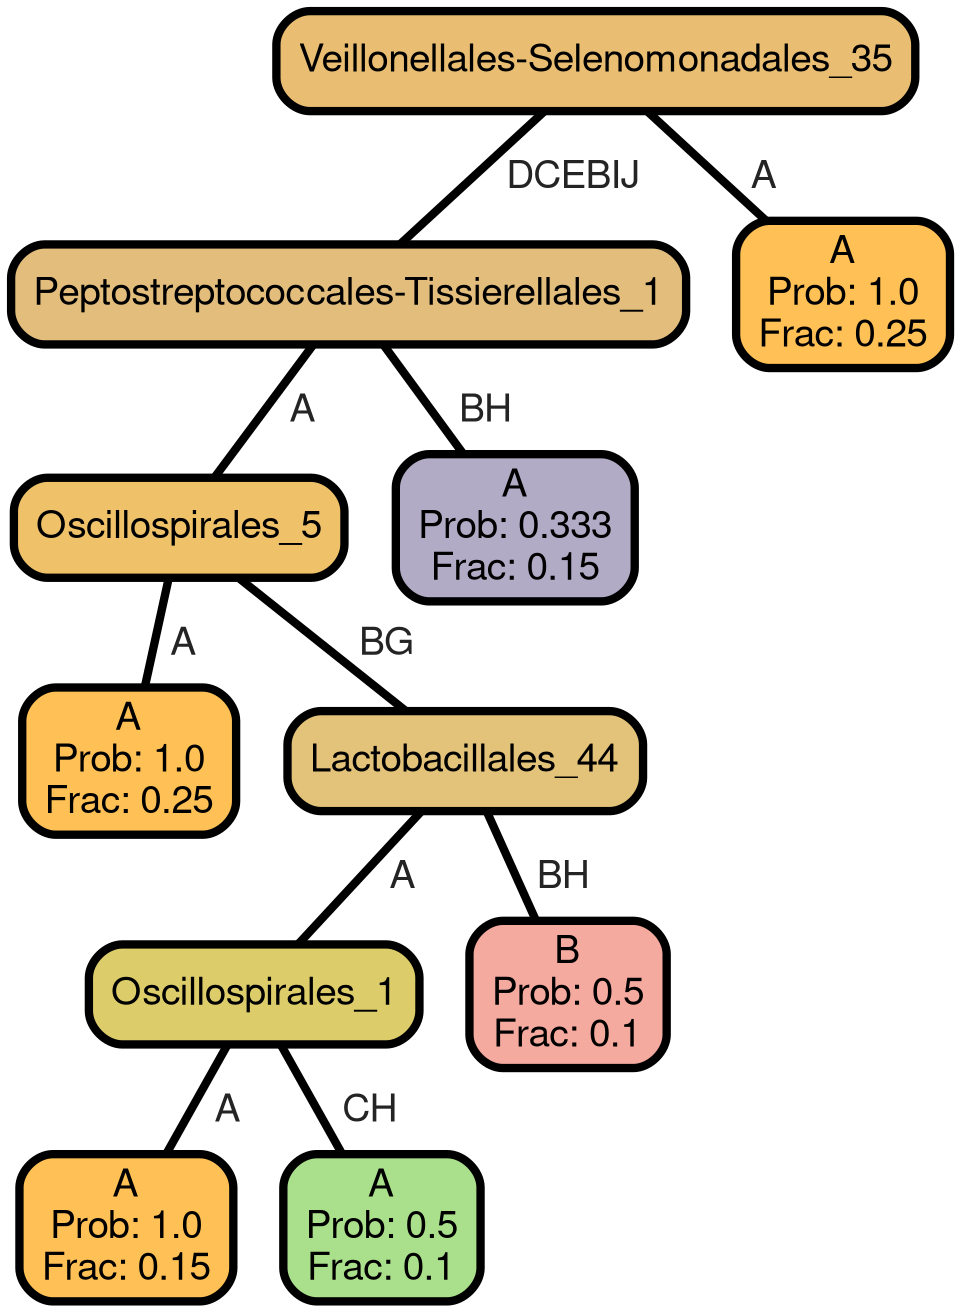 Veillonellales-Selenomonadales_35
DCEBIJ
A
Peptostreptococcales-Tissierellales_1
A
Prob: 1.0
Frac: 0.25
A
BH
Oscillospirales_5
A
Prob: 0.333
Frac: 0.15
A
BG
A
Prob: 1.0
Frac: 0.25
Lactobacillales_44
A
BH
Oscillospirales_1
B
Prob: 0.5
Frac: 0.1
A
CH
A
Prob: 1.0
Frac: 0.15
A
Prob: 0.5
Frac: 0.1